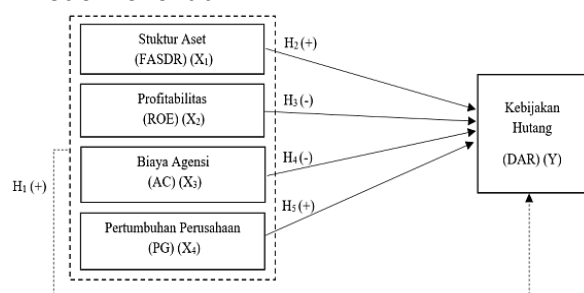 Stuktur Aset
(FASDR) (X₁)
H₂ (+)
Profitabilitas
(ROE) (X₂)
H₃ (-)
Kebijakan
Hutang
(DAR) (Y)
Biaya Agensi
(AC) (X₃)
H₄ (-)
H₁ (+)
H₅ (+)
Pertumbuhan Perusahaan
(PG) (X₄)